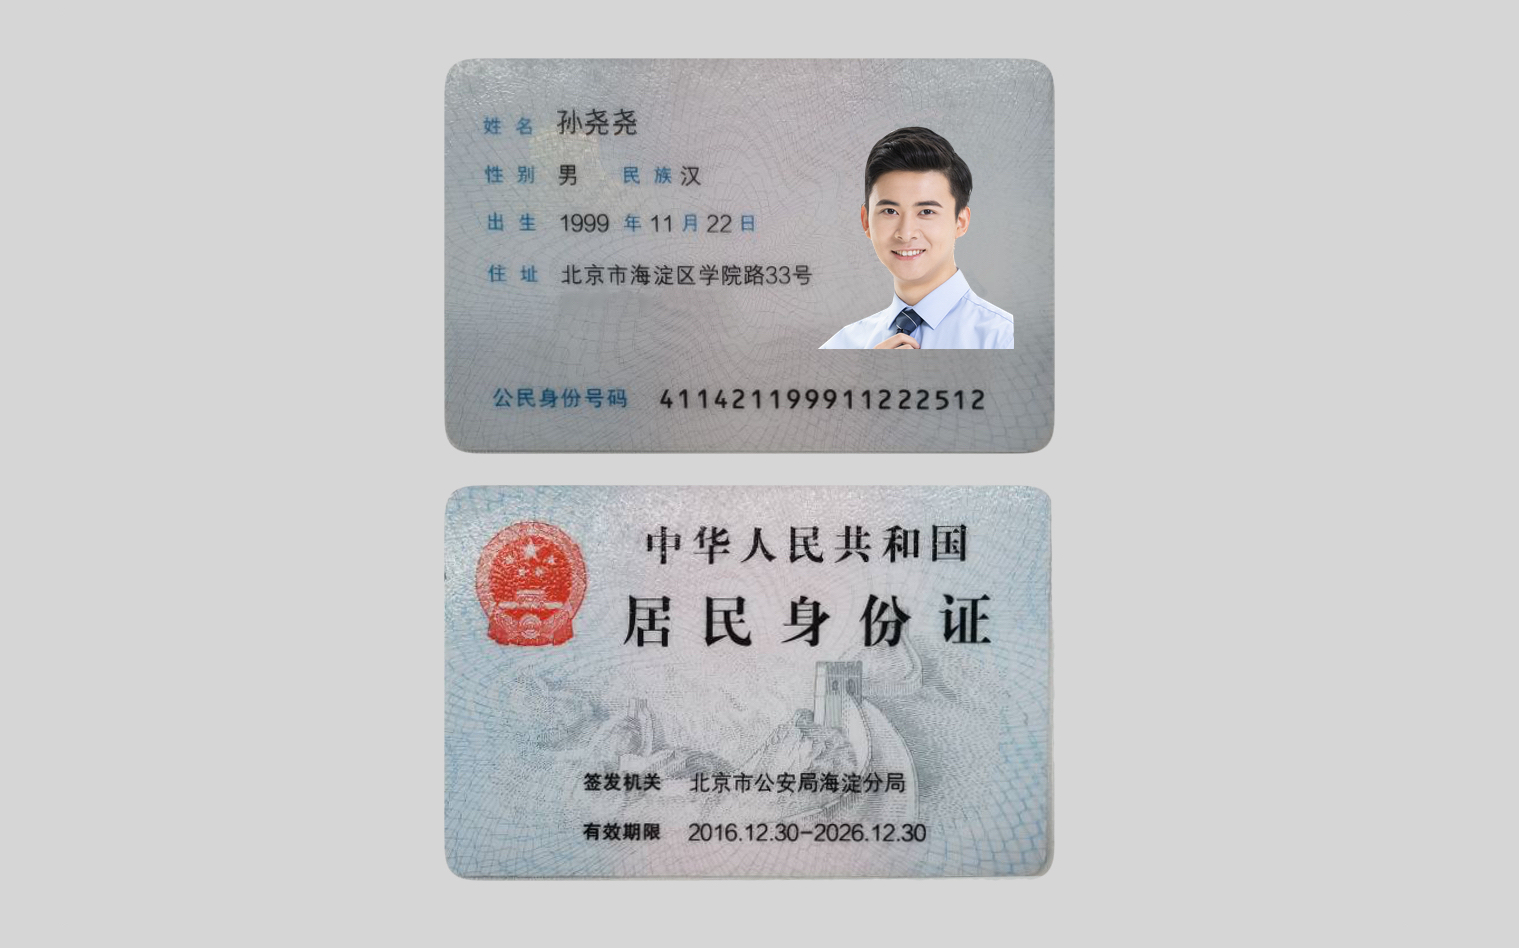 姓名 孙尧尧
性别 男 民族 汉
出生 1999 年 11 月 22 日
住址 北京市海淀区学院路33号
公民身份号码 411421199911222512
中华人民共和国
居民身份证
签发机关 北京市公安局海淀分局
有效期限 2016.12.30-2026.12.30